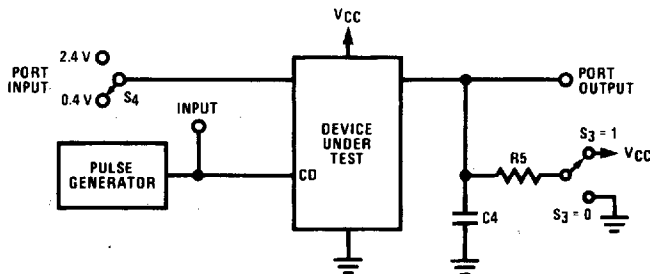 VCC
2.4 V
PORT
INPUT
0.4 V
S4
INPUT
PULSE
GENERATOR
CD
DEVICE
UNDER
TEST
PORT
OUTPUT
S3 = 1
VCC
R5
C4
S3 = 0